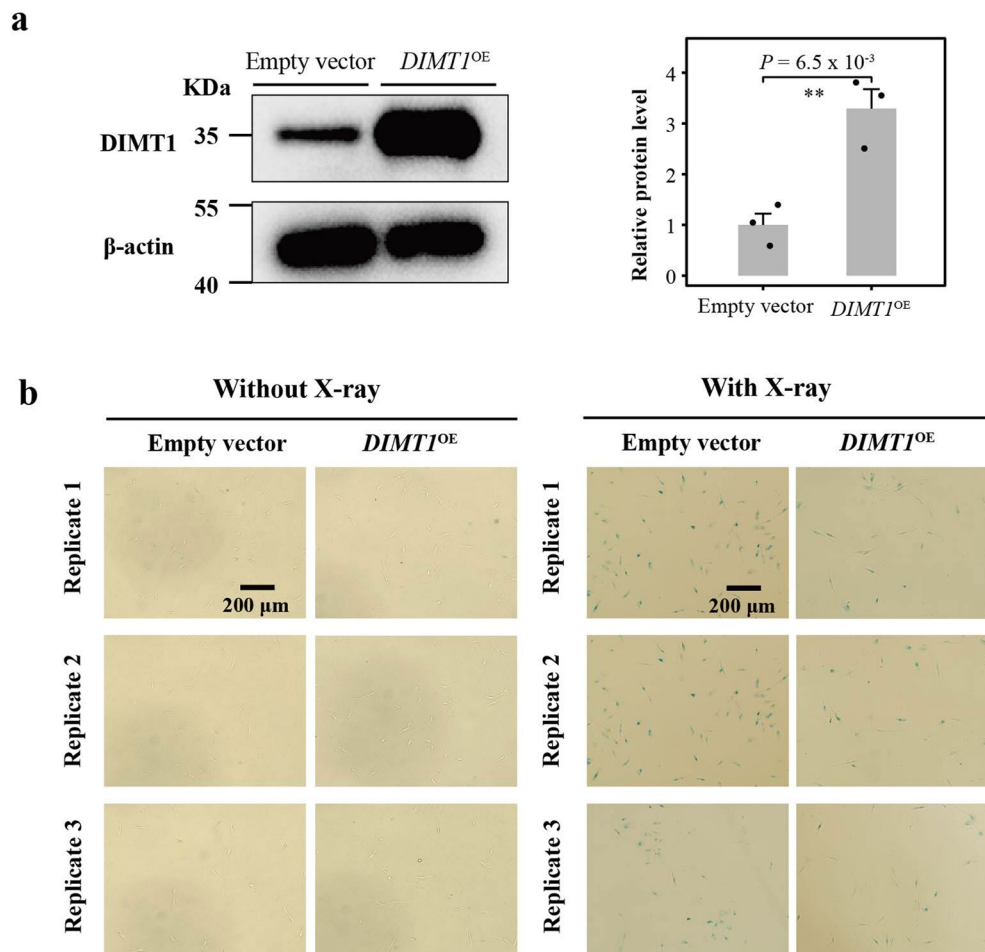 a
Empty vector DIMT1OE
KDa
DIMT1
35
55
β-actin
40
P = 6.5 x 10-3
**
Relative protein level
4
3
2
1
0
Empty vector DIMT1OE
b
Without X-ray
With X-ray
Empty vector DIMT1OE
Empty vector DIMT1OE
Replicate 1
200 μm
Replicate 1
200 μm
Replicate 2
Replicate 2
Replicate 3
Replicate 3